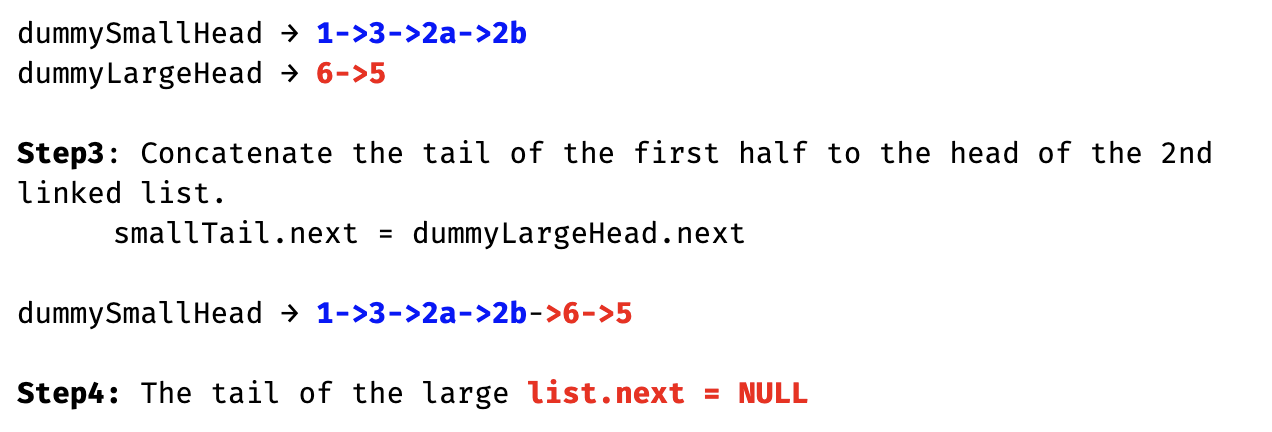 dummySmallHead → 1->3->2a->2b
dummyLargeHead → 6->5
Step3: Concatenate the tail of the first half to the head of the 2nd
linked list.
smallTail.next = dummyLargeHead.next
dummySmallHead → 1->3->2a->2b->6->5
Step4: The tail of the large list.next = NULL